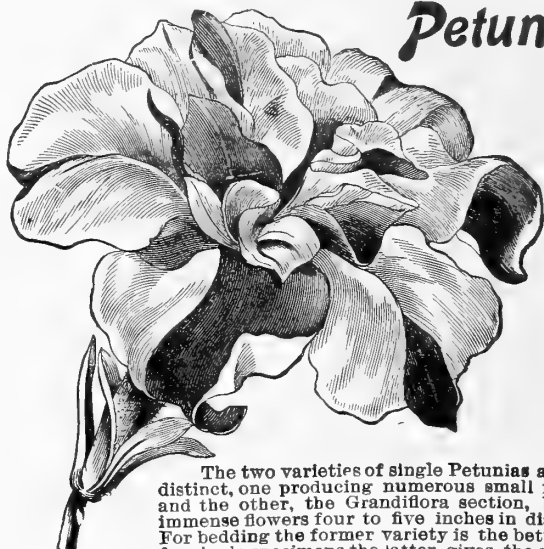 Petun
The two varieties of single Petunias a
distinct, one producing numerous small
and the other, the Grandiflora section,
immense flowers four to five inches in di
For bedding the former variety is the bet